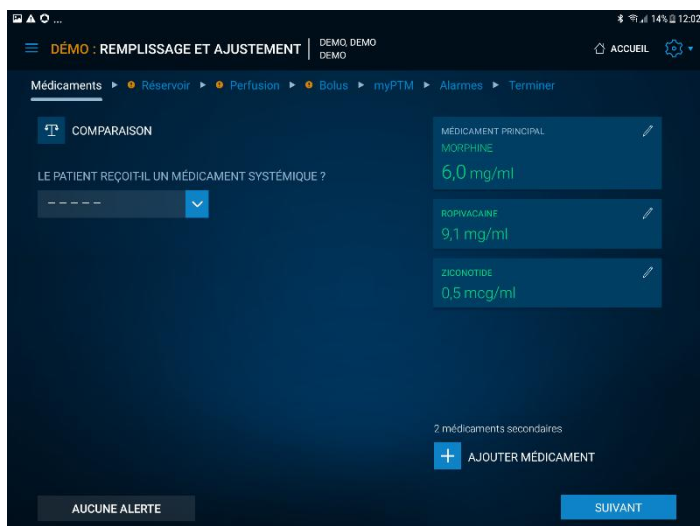 ... 14% 12:02
DÉMO : REMPLISSAGE ET AJUSTEMENT
DEMO, DEMO
DEMO
ACCUEIL
Médicaments ► Réservoir ► Perfusion ► Bolus ► myPTM ► Alarmes ► Terminer
COMPARAISON
LE PATIENT REÇOIT-IL UN MÉDICAMENT SYSTÉMIQUE ?
– – – – –
MÉDICAMENT PRINCIPAL
MORPHINE
6,0 mg/ml
ROPIVACAINE
9,1 mg/ml
ZICONOTIDE
0,5 mcg/ml
2 médicaments secondaires
AJOUTER MÉDICAMENT
AUCUNE ALERTE
SUIVANT